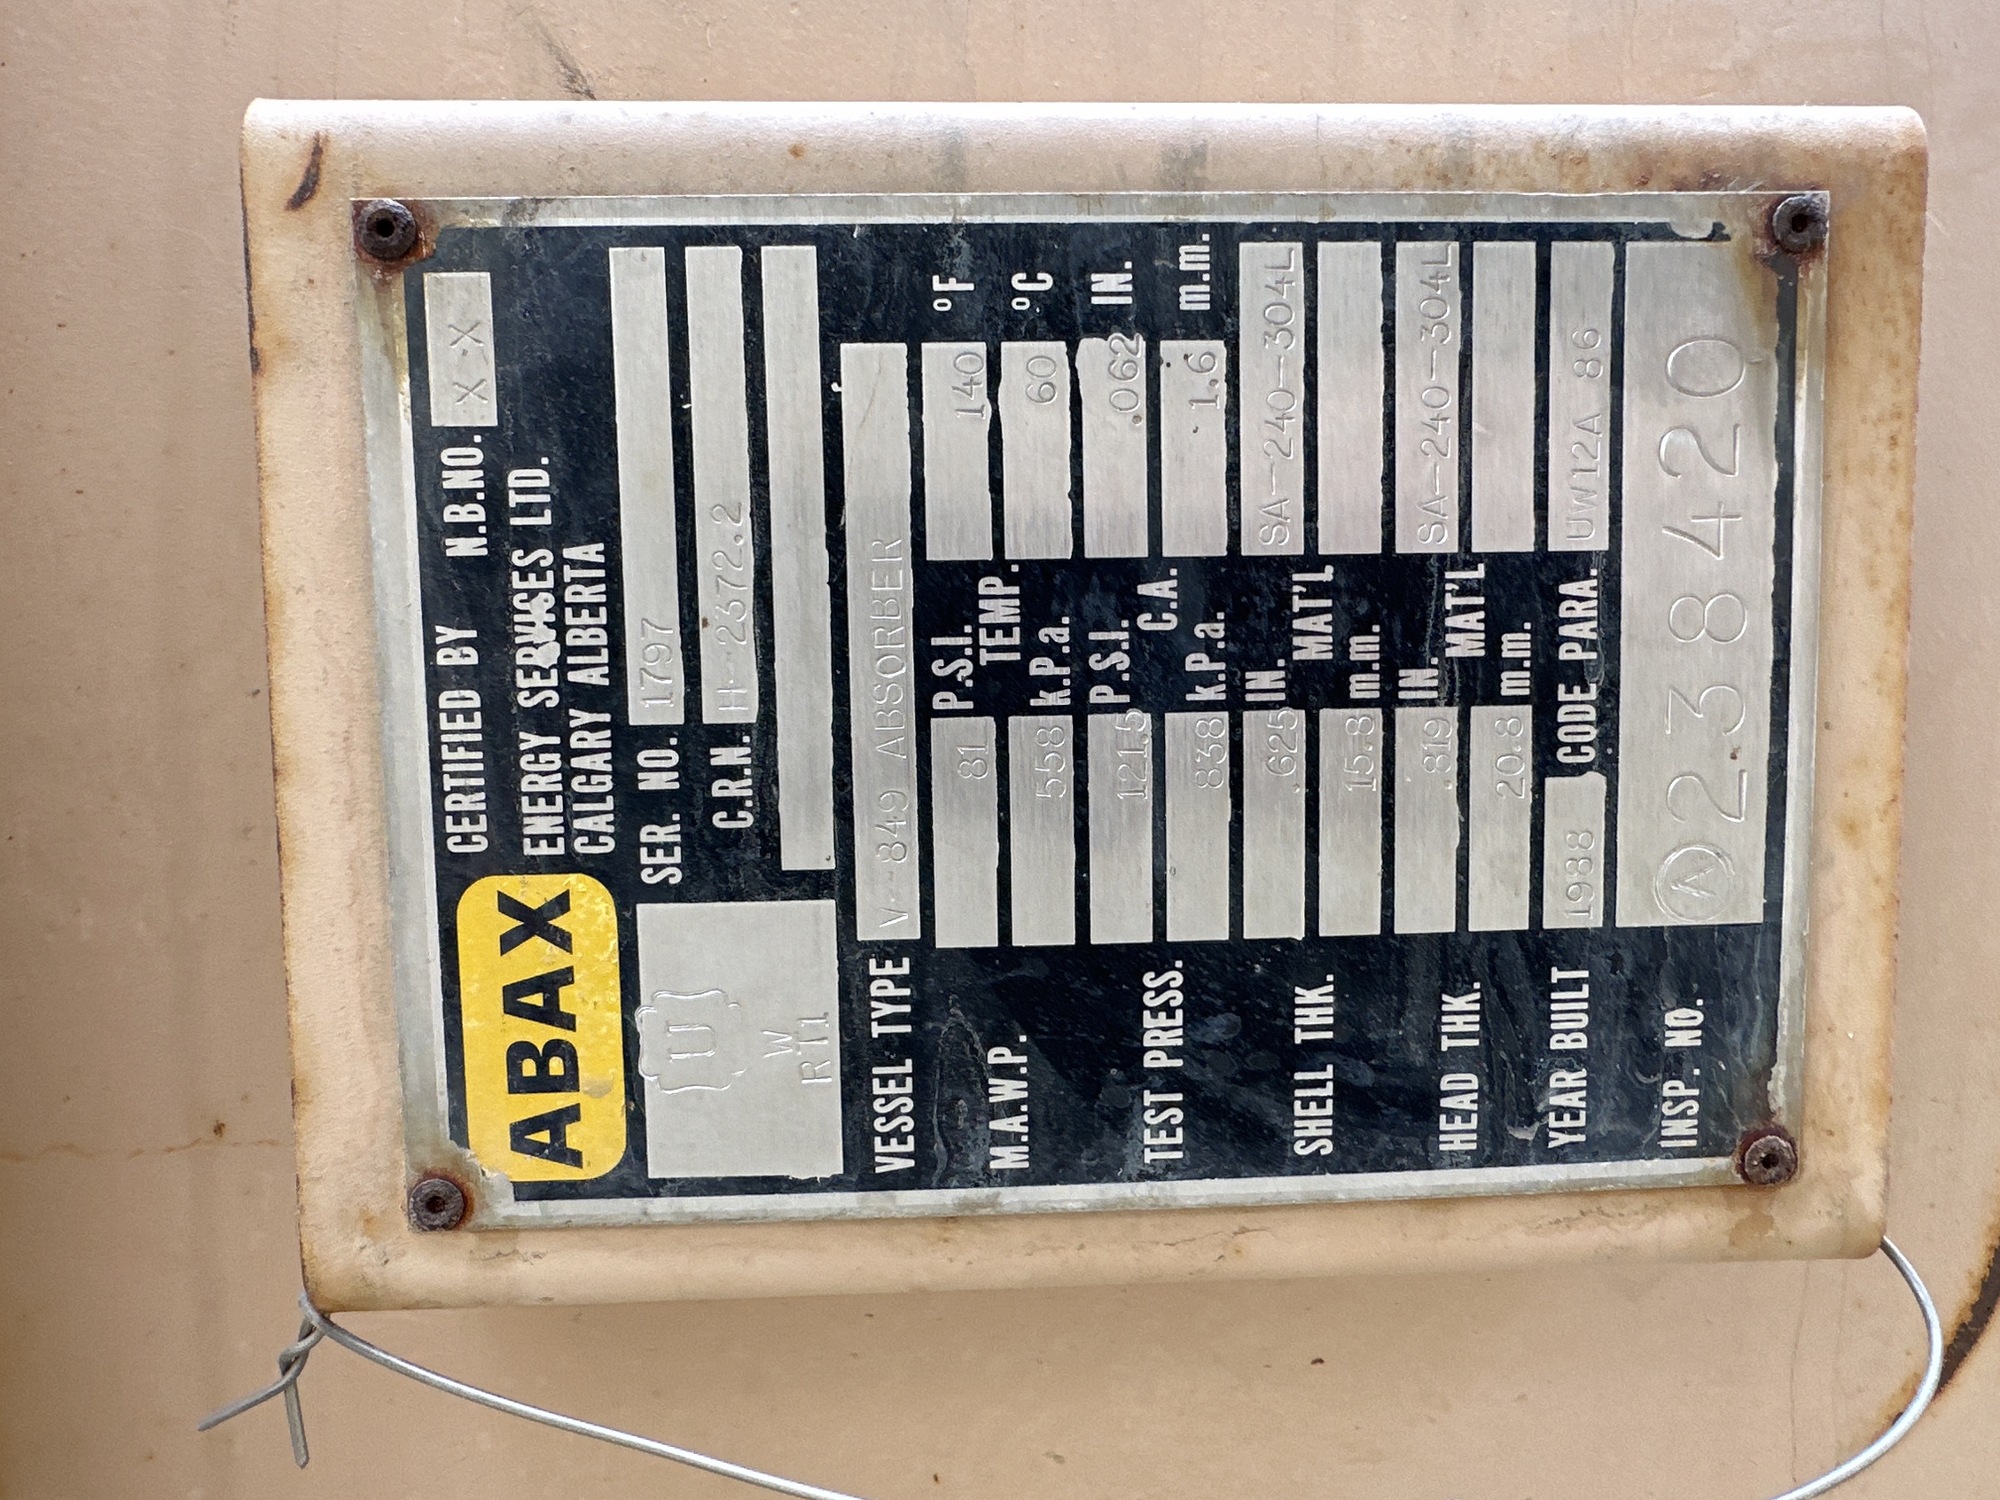 CERTIFIED BY N.B.NO. X-X
ABAX ENERGY SERVICES LTD.
CALGARY ALBERTA
U
W
RT1
SER. NO. 1797
C.R.N. H-2372.2
VESSEL TYPE V-849 ABSORBER
M.A.W.P. 81 P.S.I. TEMP. 140 °F
558 k.P.a. 60 °C
TEST PRESS. 121.5 P.S.I. C.A. .062 IN.
838 k.P.a. 1.6 m.m.
SHELL THK. .625 IN. MAT'L SA-240-304L
15.8 m.m.
HEAD THK. .819 IN. MAT'L SA-240-304L
20.8 m.m.
YEAR BUILT 1988 CODE PARA. UW12A 86
INSP. NO. A 238420